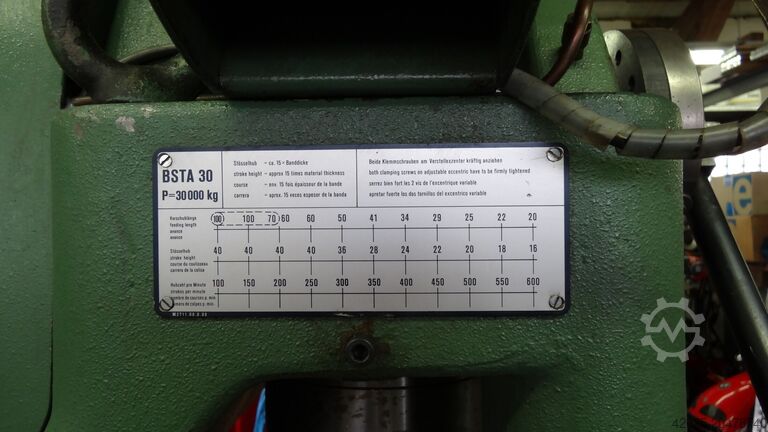 BSTA 30
P=30000 kg
Stösselhub – ca. 15× Banddicke
stroke height – approx 15 times material thickness
course – env. 15 fois épaisseur de la bande
carrera – aprox. 15 veces espesor de la banda
Beide Klemmschrauben am Verstellexzenter kräftig anziehen
both clamping screws on adjustable eccentric have to be firmly tightened
serrez bien fort les 2 vis de l'excentrique variable
apretar fuerte los dos tornillos del excentrico variable
Vorschublänge 100 100 70 60 60 50 41 34 29 25 22 20
feeding length
avance
avance
Stösselhub 40 40 40 40 36 28 24 22 20 18 16
stroke height
course du coulisseau
carrera de la
Hubzahl pro Minute 100 150 200 250 300 350 400 450 500 550 600
strokes per minute
nombre de courses p. min.
número de golpes p. min.